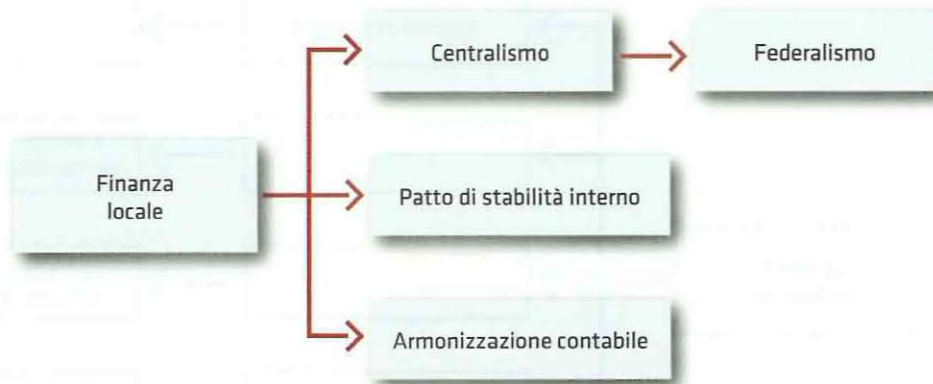 Centralismo
Federalismo
Finanza
locale
Patto di stabilità interno
Armonizzazione contabile